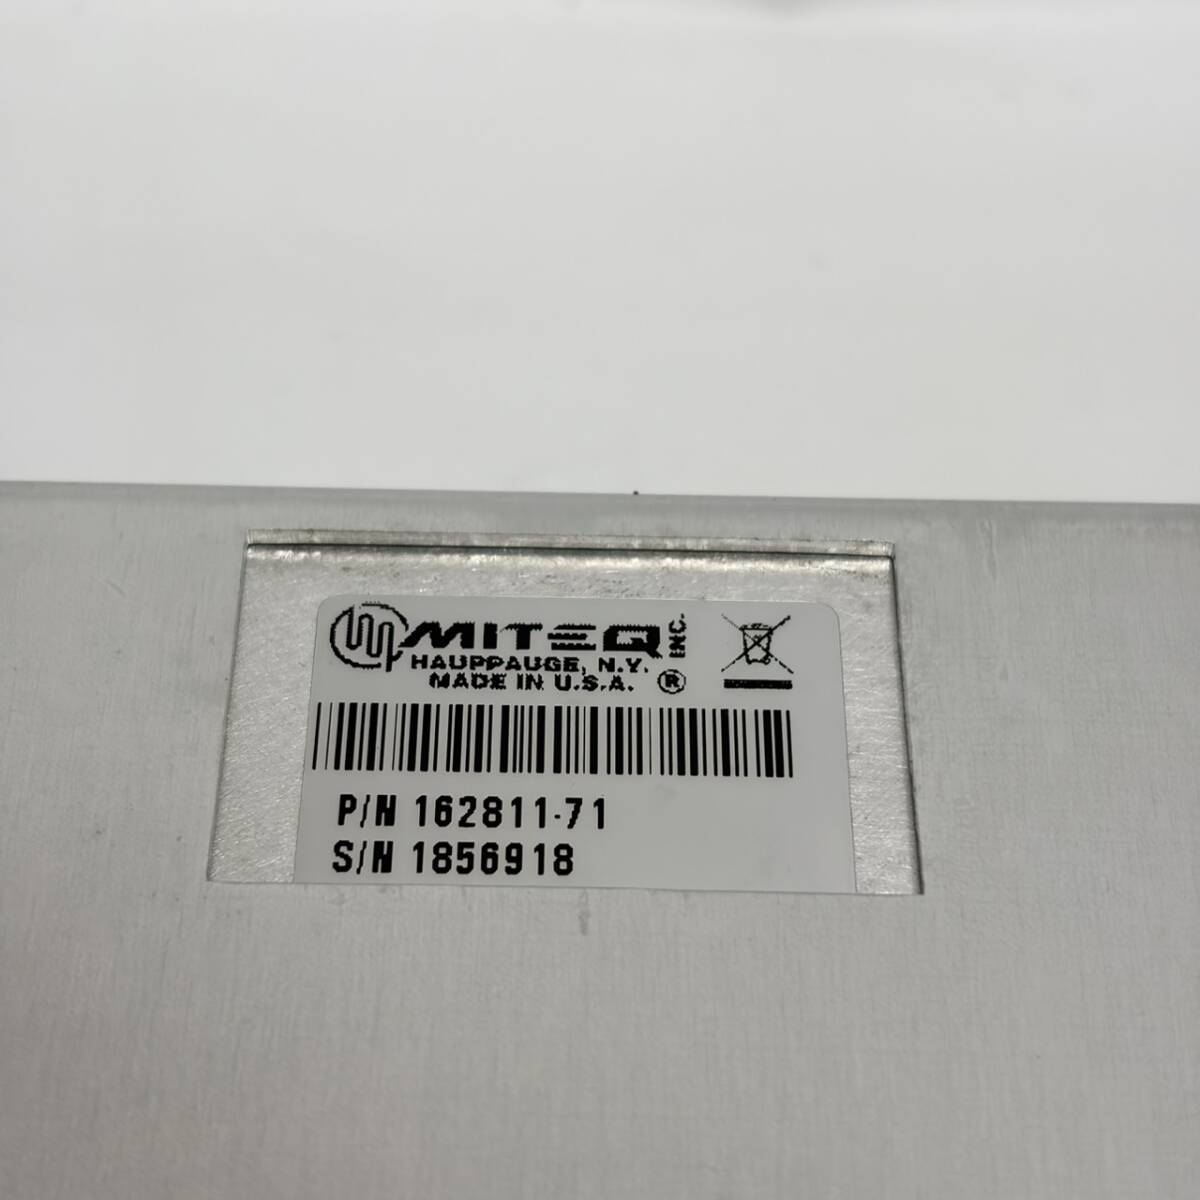 MITEQ INC.
HAUPPAUGE, N.Y.
MADE IN U.S.A. ®
P/N 162811-71
S/N 1856918